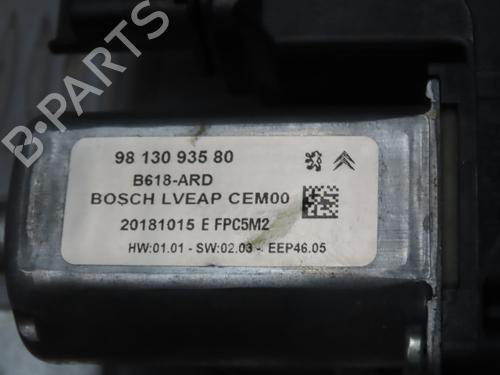 B-PARTS
98 130 935 80
B618-ARD
BOSCH LVEAP CEM00
20181015 E FPC5M2
HW:01.01 - SW:02.03 - EEP46.05